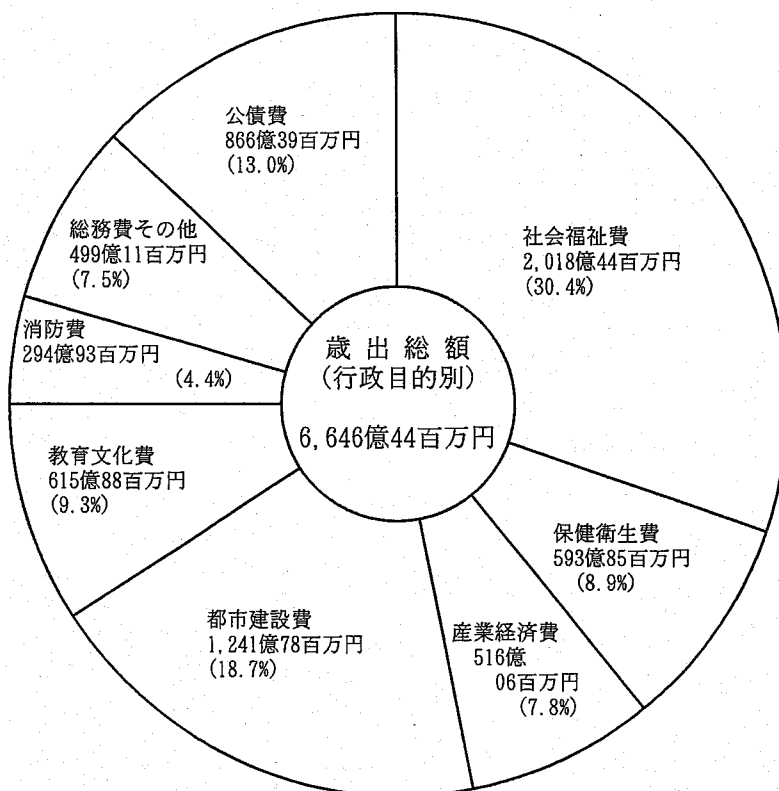 公債費
866億39百万円
(13.0%)
総務費その他
499億11百万円
(7.5%)
消防費
294億93百万円
(4.4%)
教育文化費
615億88百万円
(9.3%)
都市建設費
1,241億78百万円
(18.7%)
産業経済費
516億
06百万円
(7.8%)
保健衛生費
593億85百万円
(8.9%)
社会福祉費
2,018億44百万円
(30.4%)
歳出総額
(行政目的別)
6,646億44百万円